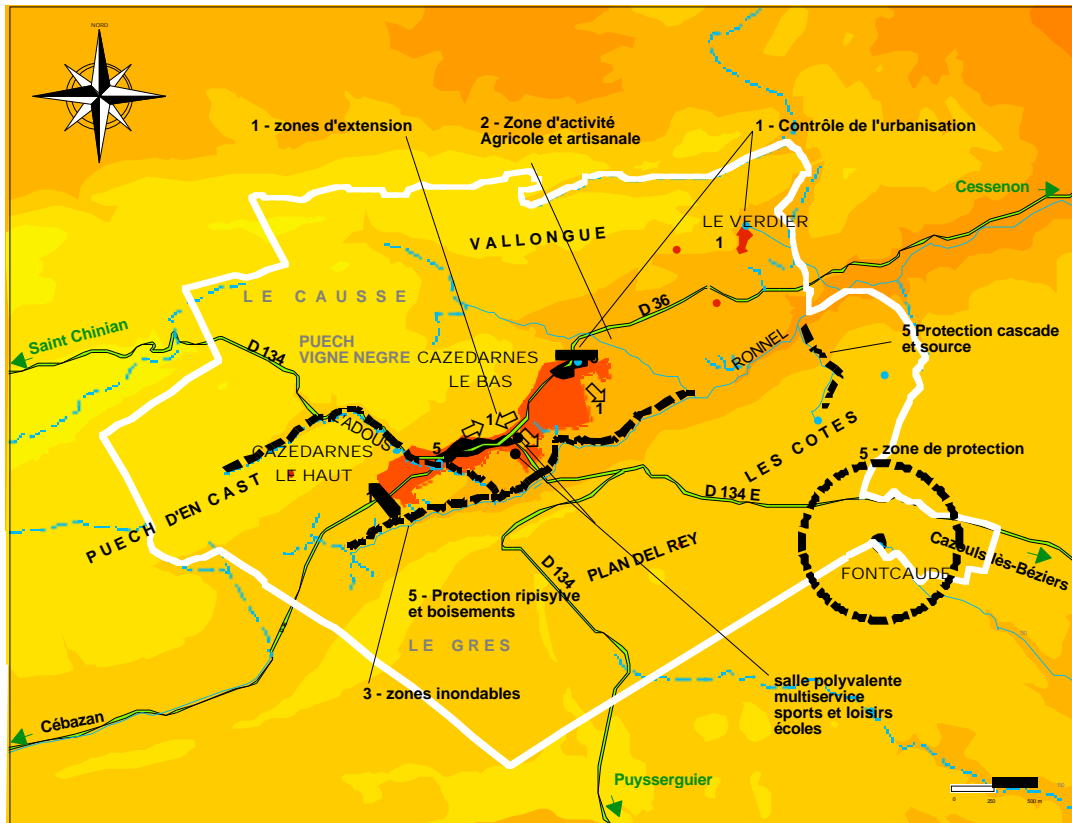 NORD
1 - zones d'extension
2 - Zone d'activité
Agricole et artisanale
1 - Contrôle de l'urbanisation
Cessenon
LE VERDIER
1
VALLONGUE
LE CAUSSE
D 36
Saint Chinian
D 134
PUECH
VIGNE NEGRE
CAZEDARNES
LE BAS
RONNEL
5 Protection cascade
et source
1
1
L'ADOUS
5
CAZEDARNES
LE HAUT
LES COTES
5 - zone de protection
PUECH D'EN CAST
D 134 E
D 134
PLAN DEL REY
Cazouls lès-Béziers
FONTCAUDE
5 - Protection ripisylve
et boisements
LE GRES
3 - zones inondables
salle polyvalente
multiservice
sports et loisirs
écoles
Cébazan
Puysserguier
0 250 500 m